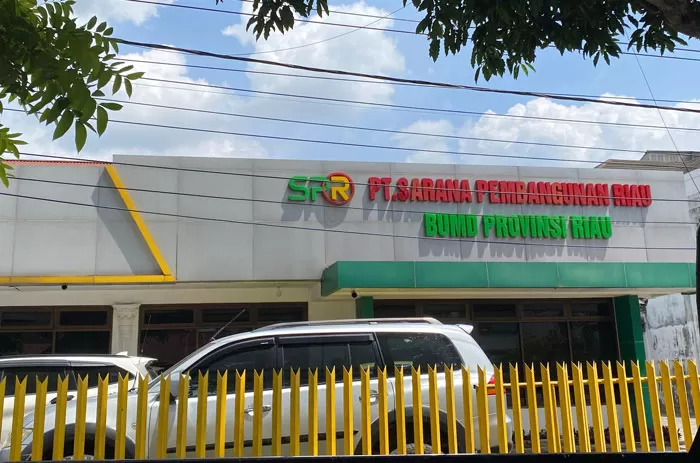 SPR PT.SARANA PEMBANGUNAN RIAU
BUMD PROVINSI RIAU